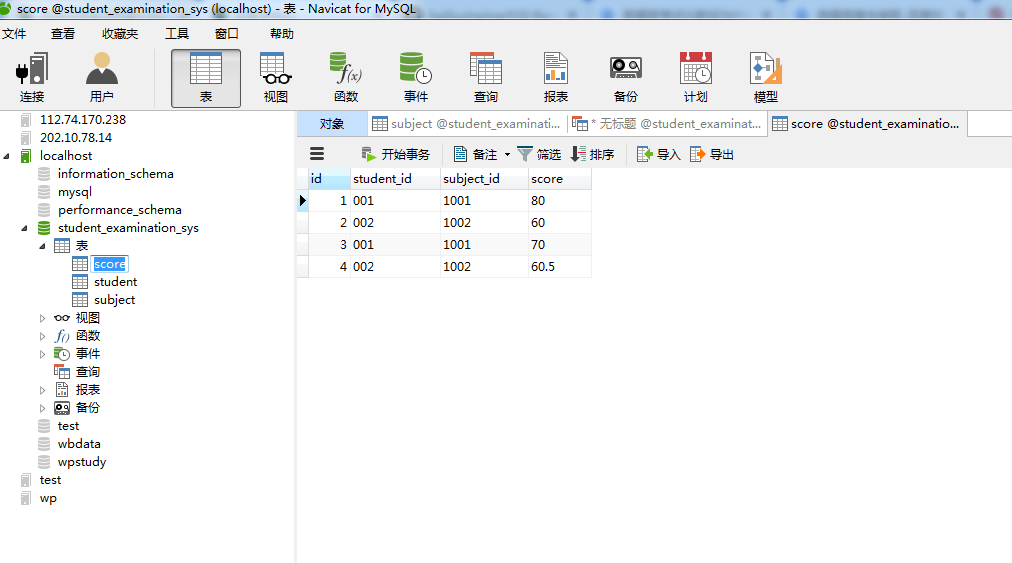 score @student_examination_sys (localhost) - 表 - Navicat for MySQL
文件 查看 收藏夹 工具 窗口 帮助
连接 用户 表 视图 函数 事件 查询 报表 备份 计划 模型
112.74.170.238
202.10.78.14
localhost
information_schema
mysql
performance_schema
student_examination_sys
表
score
student
subject
视图
函数
事件
查询
报表
备份
test
wbdata
wpstudy
test
wp
对象 subject @student_examinatio... * 无标题 @student_examinat... score @student_examinatio...
开始事务 备注 筛选 排序 导入 导出
id student_id subject_id score
1 001 1001 80
2 002 1002 60
3 001 1001 70
4 002 1002 60.5